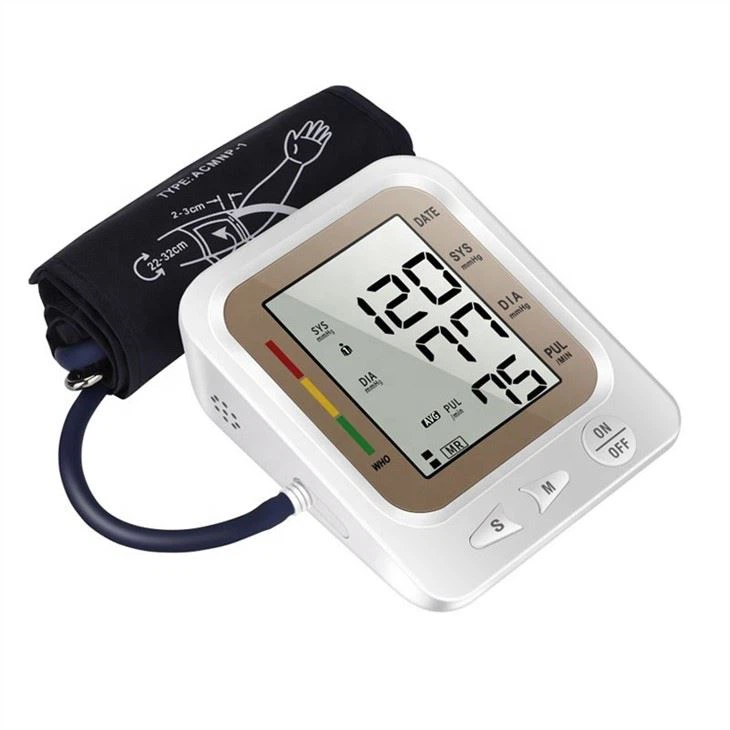 TYPE:ACMNP-1
2-3cm
22-32cm
DATE
SYS
mmHg
DIA
mmHg
PUL
/MIN
SYS
mmHg
120
DIA
mmHg
77
AVG PUL
/min
75
MR
WHO
S
M
ON
OFF